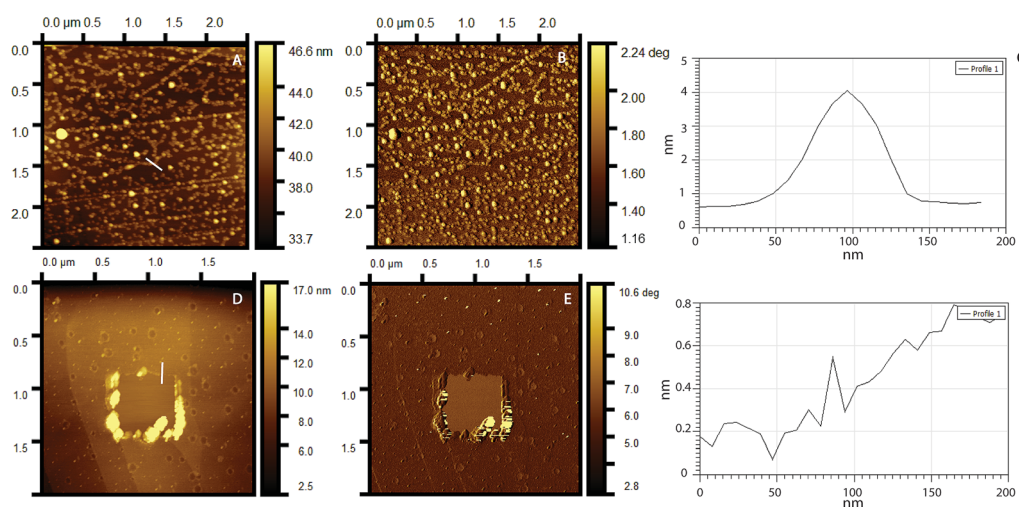 0.0 µm 0.5 1.0 1.5 2.0
0.0
0.5
1.0
1.5
2.0
A
46.6 nm
44.0
42.0
40.0
38.0
33.7
0.0 µm 0.5 1.0 1.5 2.0
0.0
0.5
1.0
1.5
2.0
B
2.24 deg
2.00
1.80
1.60
1.40
1.16
5
4
3
2
1
0
nm
Profile 1
0 50 100 150 200
nm
0.0 µm 0.5 1.0 1.5
0.0
0.5
1.0
1.5
D
17.0 nm
14.0
12.0
10.0
8.0
6.0
2.5
0.0 µm 0.5 1.0 1.5
0.0
0.5
1.0
1.5
E
10.6 deg
9.0
8.0
7.0
6.0
5.0
2.8
0.8
0.6
0.4
0.2
0
nm
Profile 1
0 50 100 150 200
nm